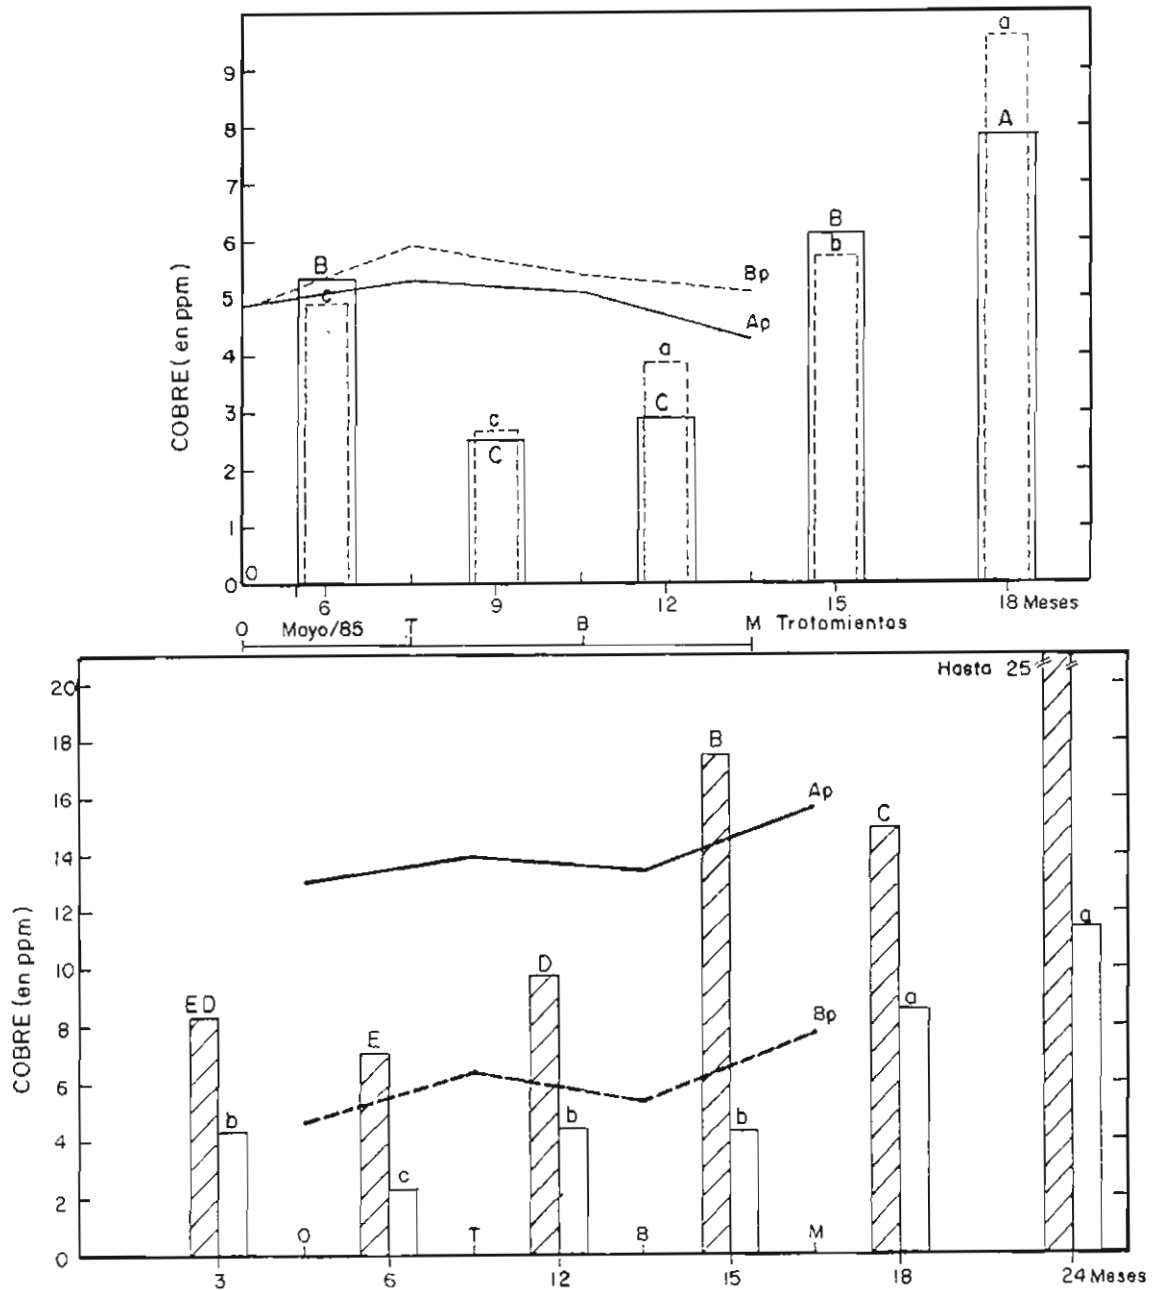 a
9
A
8
7
B
6
B
b
Bp
5
c
Ap
4
a
C
3
c
C
2
1
O
0
COBRE (en ppm)
6 9 12 15 18 Meses
O Mayo/85 T B M Tratamientos
Hasta 25
20
18
B
16
Ap
C
14
12
a
10
D
ED
a
8
Bp
E
6
b
b
b
4
c
2
O T B M
0
COBRE (en ppm)
3 6 12 15 18 24 Meses